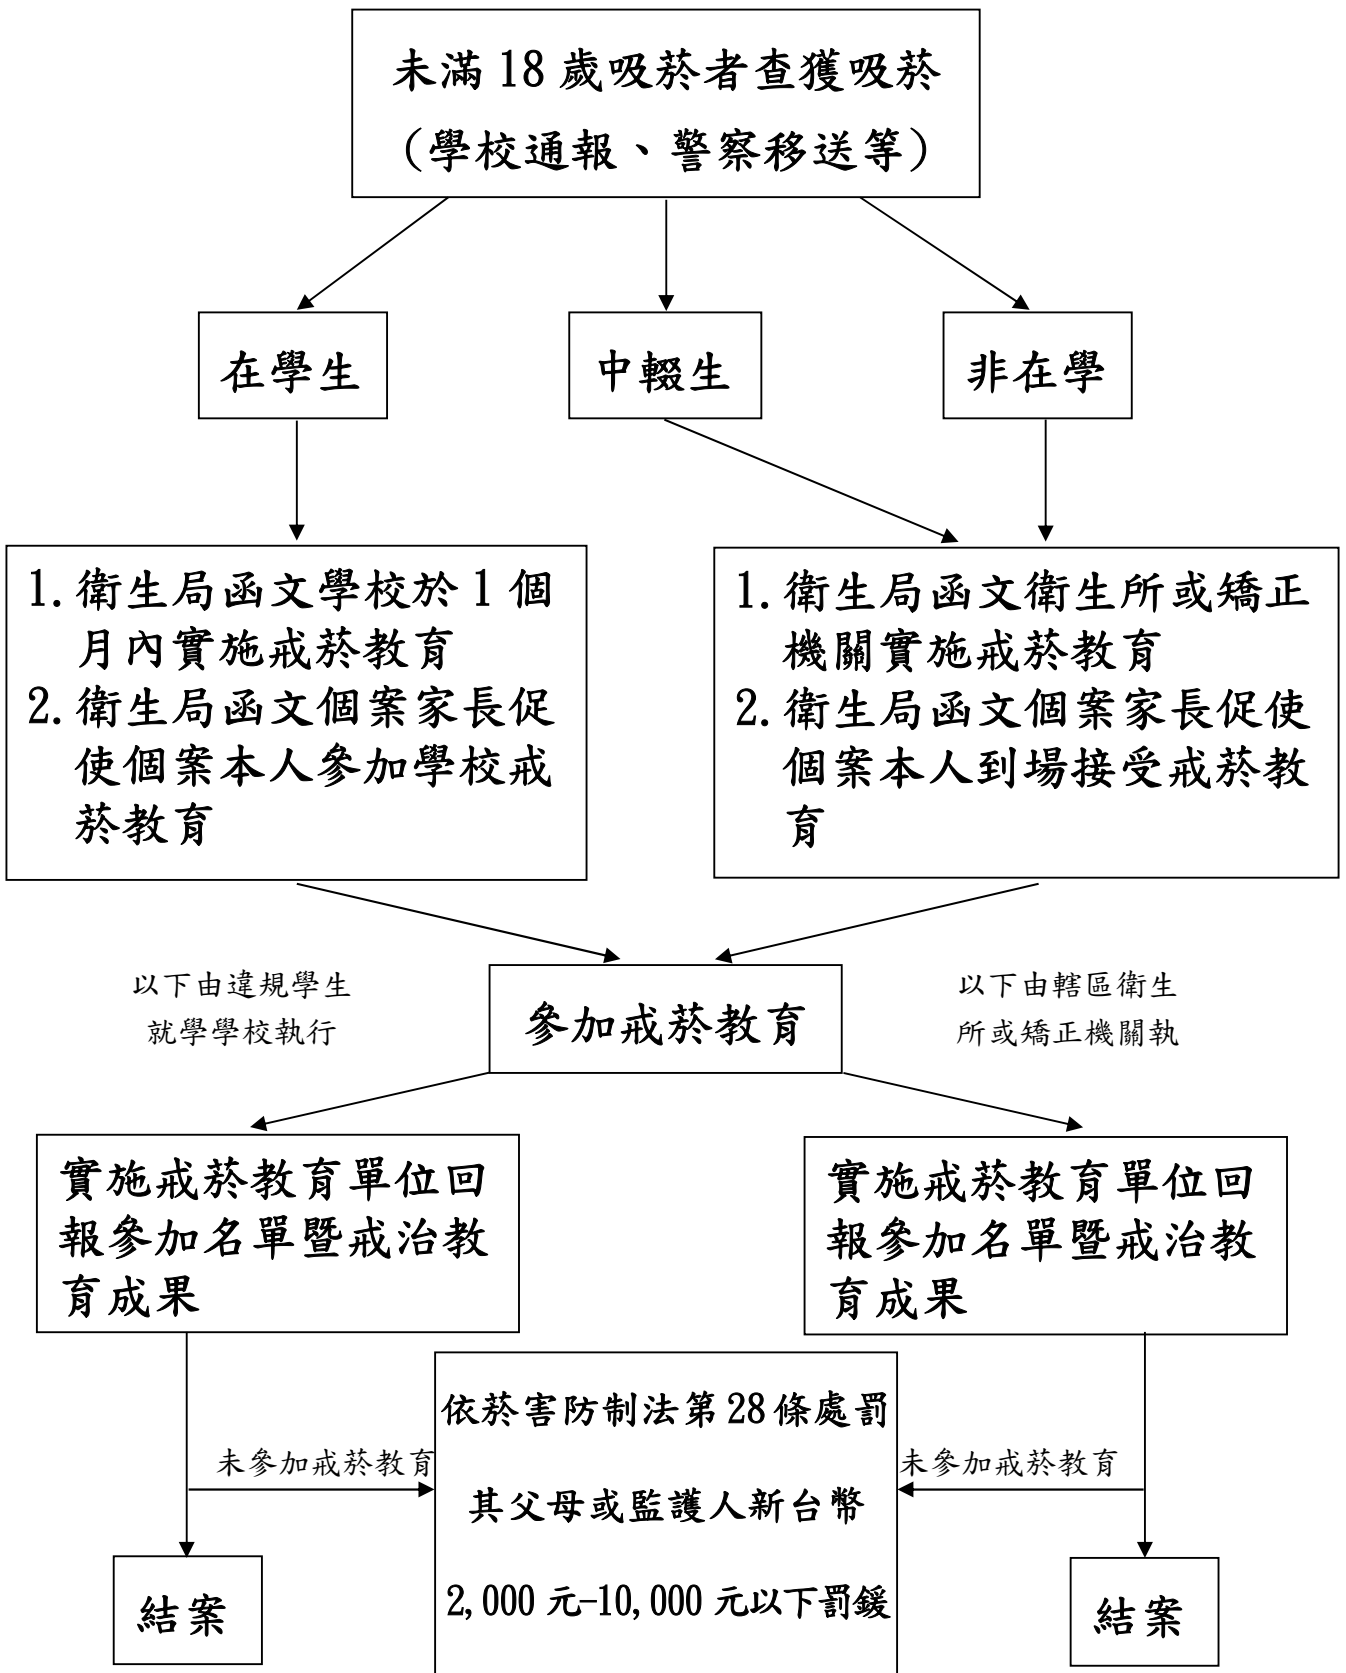 未滿 18 歲吸菸者查獲吸菸
(學校通報、警察移送等)
在學生
中輟生
非在學
1. 衛生局函文學校於 1 個
月內實施戒菸教育
2. 衛生局函文個案家長促
使個案本人參加學校戒
菸教育
1. 衛生局函文衛生所或矯正
機關實施戒菸教育
2. 衛生局函文個案家長促使
個案本人到場接受戒菸教
育
以下由違規學生
就學學校執行
參加戒菸教育
以下由轄區衛生
所或矯正機關執
實施戒菸教育單位回
報參加名單暨戒治教
育成果
實施戒菸教育單位回
報參加名單暨戒治教
育成果
未參加戒菸教育
依菸害防制法第 28 條處罰
其父母或監護人新台幣
2,000 元-10,000 元以下罰鍰
未參加戒菸教育
結案
結案